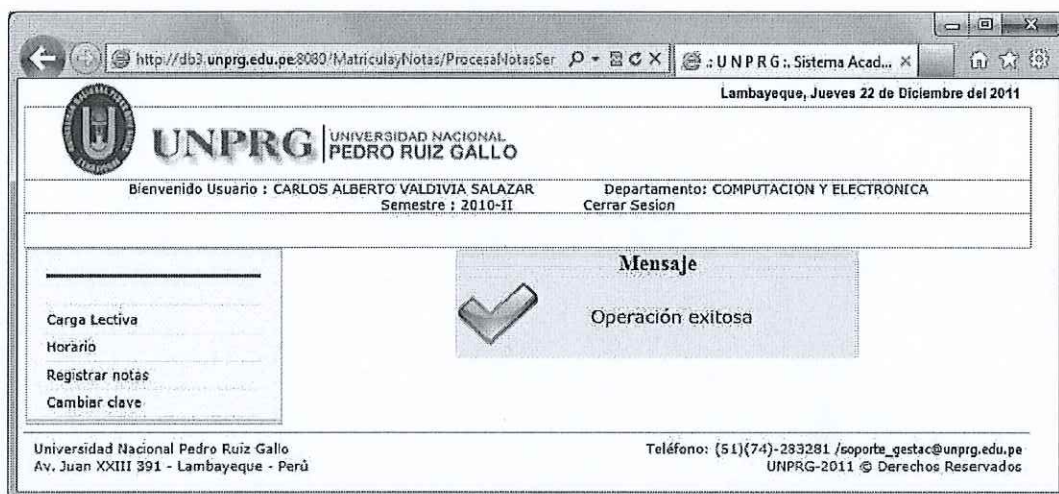 http://db3.unprg.edu.pe:8080/MatriculayNotas/ProcesaNotasSer
.: U N P R G :. Sistema Acad...
Lambayeque, Jueves 22 de Diciembre del 2011
UNPRG UNIVERSIDAD NACIONAL
PEDRO RUIZ GALLO
Bienvenido Usuario : CARLOS ALBERTO VALDIVIA SALAZAR Departamento: COMPUTACION Y ELECTRONICA
Semestre : 2010-II Cerrar Sesion
Mensaje
Operación exitosa
Carga Lectiva
Horario
Registrar notas
Cambiar clave
Universidad Nacional Pedro Ruiz Gallo Teléfono: (51)(74)-283281 /soporte_gestac@unprg.edu.pe
Av. Juan XXIII 391 - Lambayeque - Perú UNPRG-2011 © Derechos Reservados